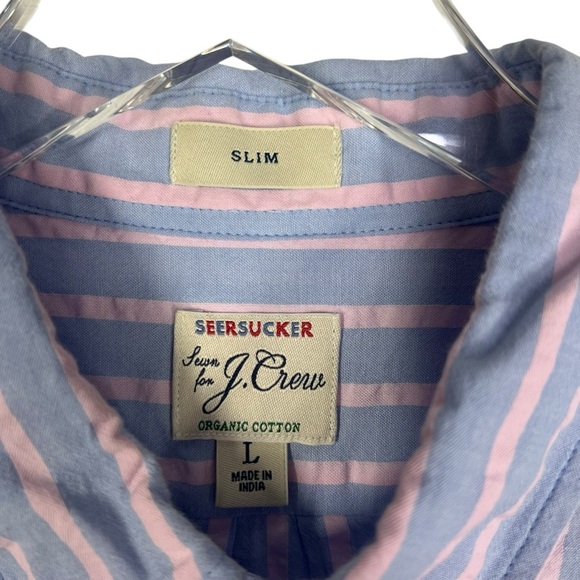 SLIM
SEERSUCKER
Sewn
for J.Crew
ORGANIC COTTON
L
MADE IN
INDIA